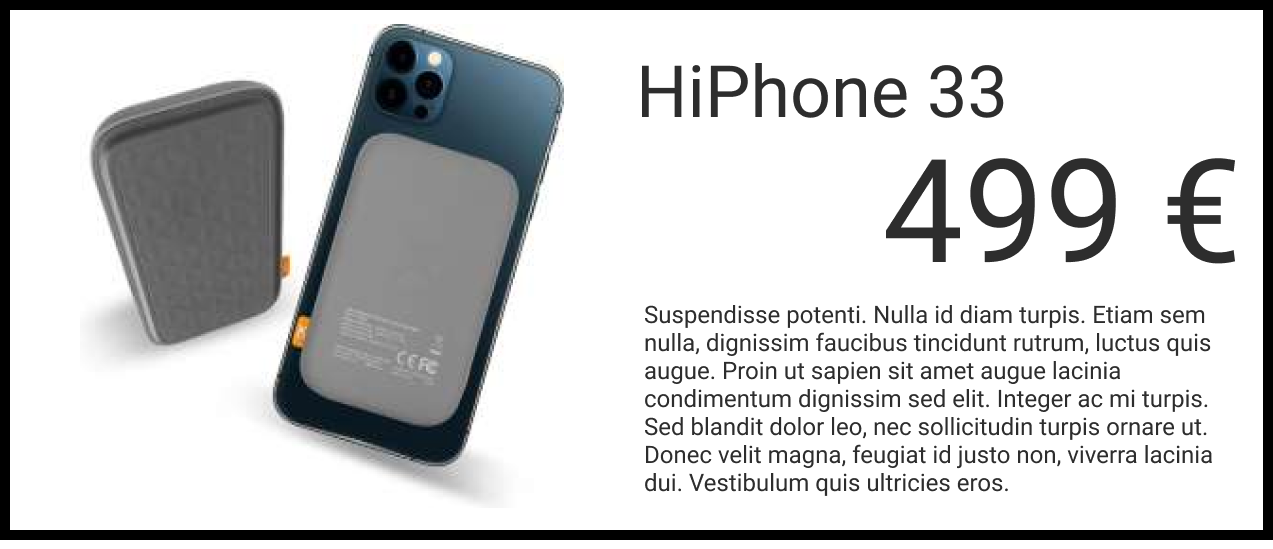 HiPhone 33
499 €
Suspendisse potenti. Nulla id diam turpis. Etiam sem
nulla, dignissim faucibus tincidunt rutrum, luctus quis
augue. Proin ut sapien sit amet augue lacinia
condimentum dignissim sed elit. Integer ac mi turpis.
Sed blandit dolor leo, nec sollicitudin turpis ornare ut.
Donec velit magna, feugiat id justo non, viverra lacinia
dui. Vestibulum quis ultricies eros.
CE FC